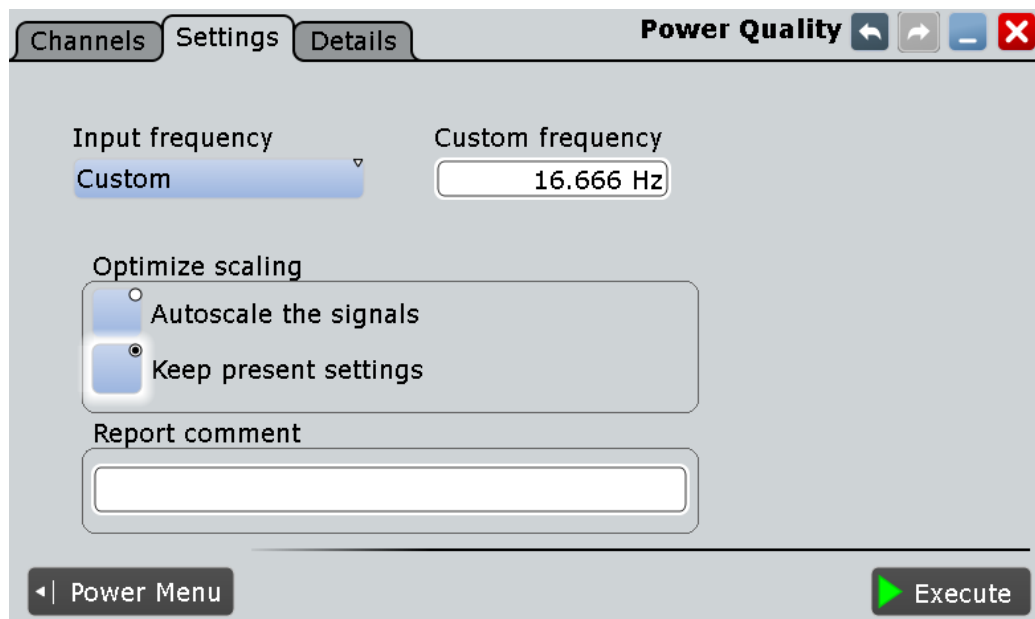 Channels Settings Details Power Quality
Input frequency Custom frequency
Custom 16.666 Hz
Optimize scaling
Autoscale the signals
Keep present settings
Report comment
Power Menu Execute